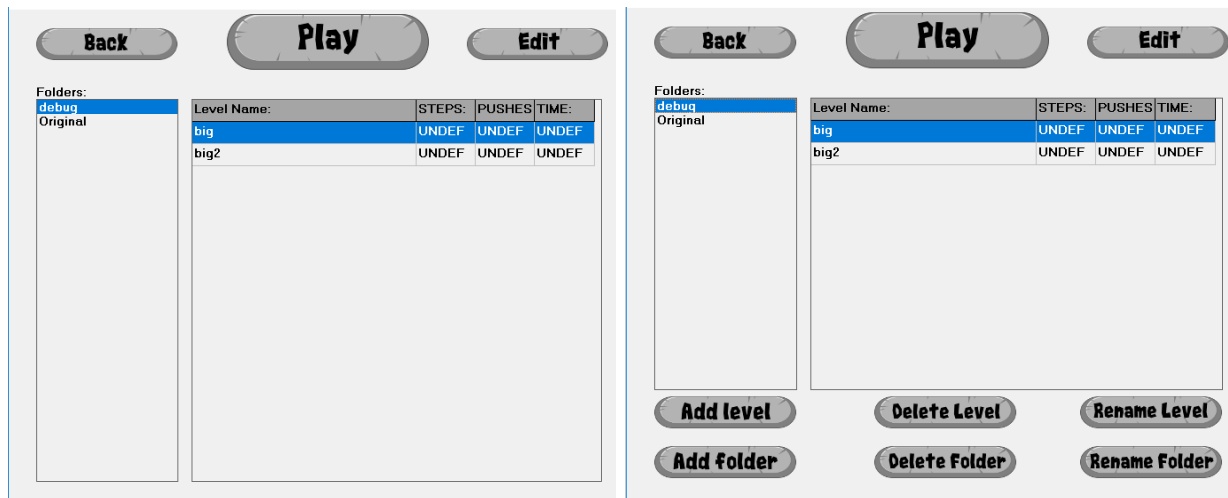 Back Play Edit
Folders:
debug
Original
Level Name: STEPS: PUSHES TIME:
big UNDEF UNDEF UNDEF
big2 UNDEF UNDEF UNDEF
Back Play Edit
Folders:
debug
Original
Level Name: STEPS: PUSHES TIME:
big UNDEF UNDEF UNDEF
big2 UNDEF UNDEF UNDEF
Add level Delete Level Rename Level
Add folder Delete Folder Rename Folder